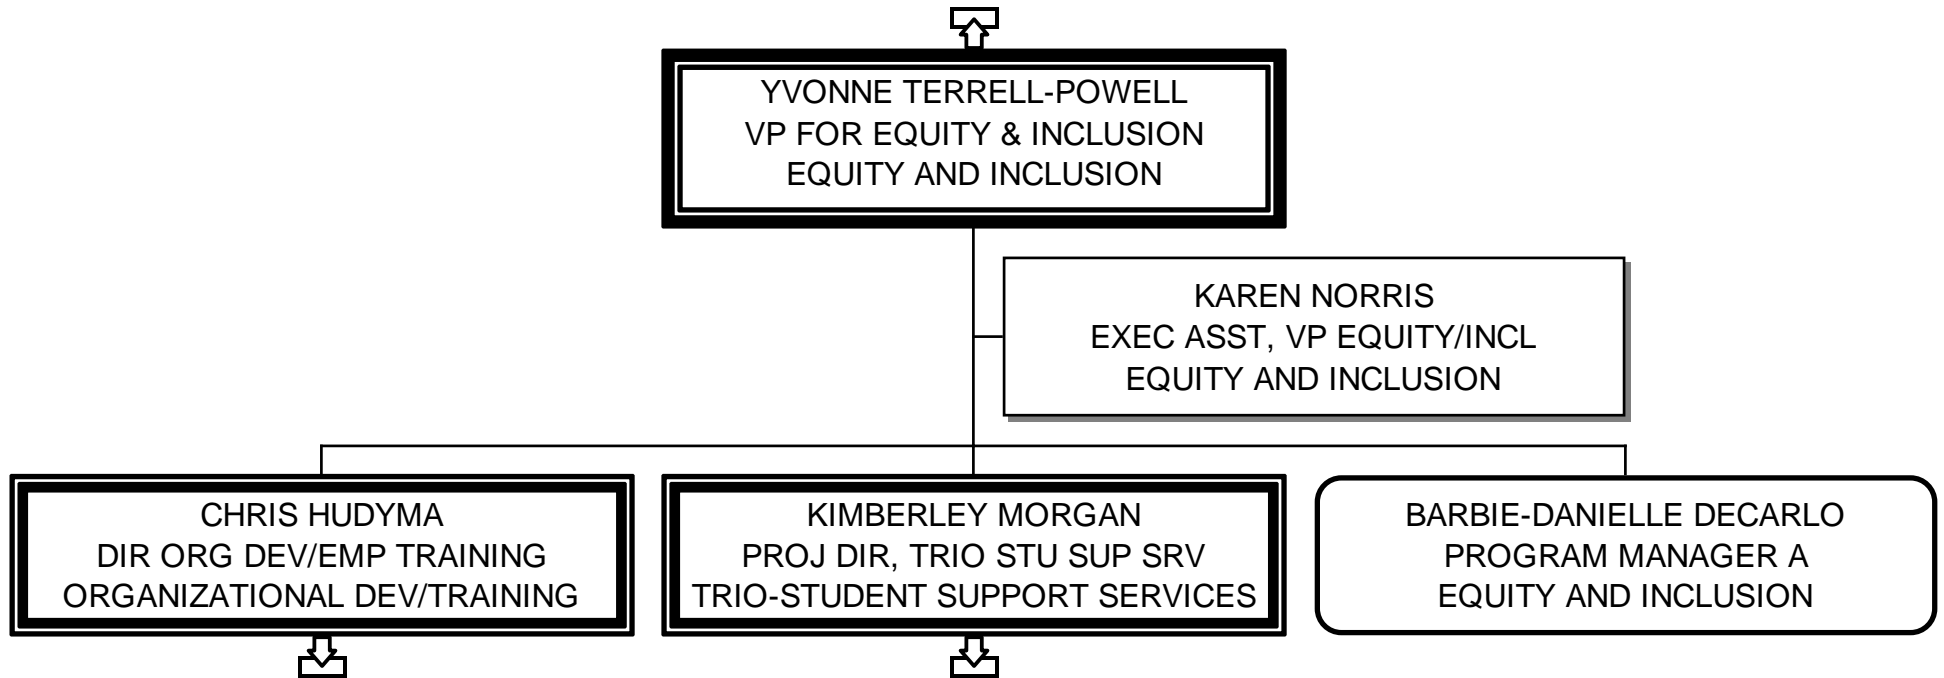 YVONNE TERRELL-POWELL
VP FOR EQUITY & INCLUSION
EQUITY AND INCLUSION
KAREN NORRIS
EXEC ASST, VP EQUITY/INCL
EQUITY AND INCLUSION
CHRIS HUDYMA
DIR ORG DEV/EMP TRAINING
ORGANIZATIONAL DEV/TRAINING
KIMBERLEY MORGAN
PROJ DIR, TRIO STU SUP SRV
TRIO-STUDENT SUPPORT SERVICES
BARBIE-DANIELLE DECARLO
PROGRAM MANAGER A
EQUITY AND INCLUSION